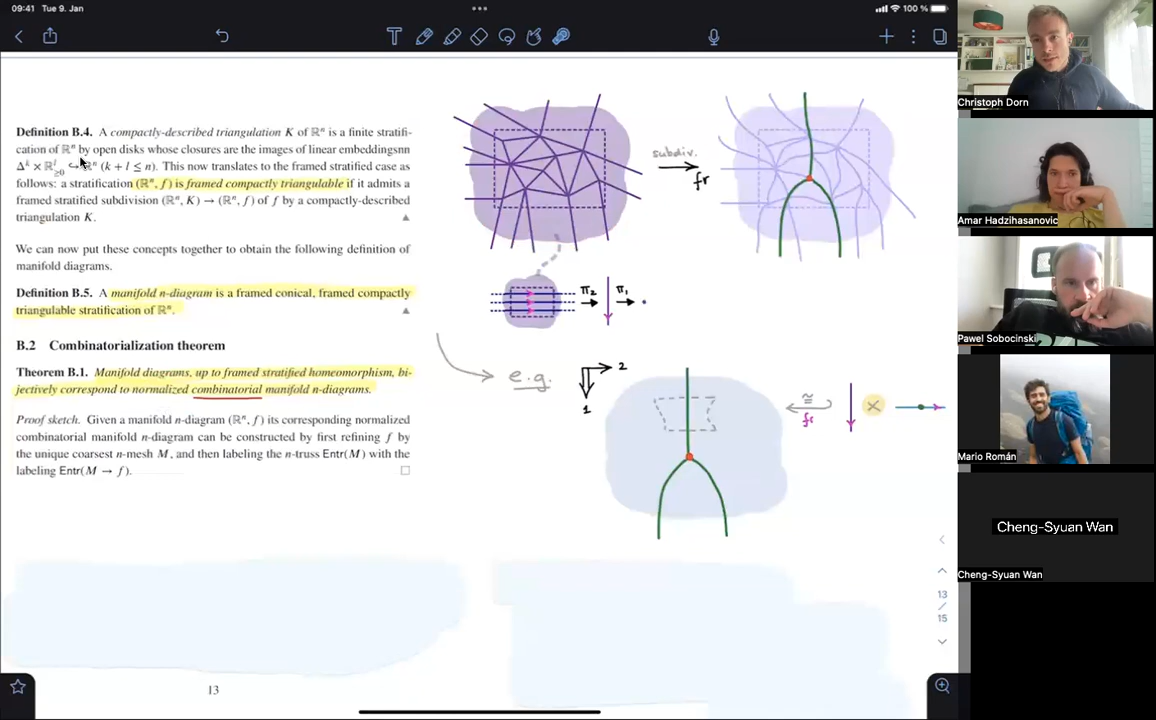 09:41 Tue 9. Jan
100 %
Definition B.4. A compactly-described triangulation K of ℝⁿ is a finite stratifi-
cation of ℝⁿ by open disks whose closures are the images of linear embeddingsnn
Δᵏ × ℝˡ≥0 ↪ ℝⁿ (k + l ≤ n). This now translates to the framed stratified case as
follows: a stratification (ℝⁿ, f) is framed compactly triangulable if it admits a
framed stratified subdivision (ℝⁿ, K) → (ℝⁿ, f) of f by a compactly-described
triangulation K. ▲
We can now put these concepts together to obtain the following definition of
manifold diagrams.
Definition B.5. A manifold n-diagram is a framed conical, framed compactly
triangulable stratification of ℝⁿ. ▲
B.2 Combinatorialization theorem
Theorem B.1. Manifold diagrams, up to framed stratified homeomorphism, bi-
jectively correspond to normalized combinatorial manifold n-diagrams.
Proof sketch. Given a manifold n-diagram (ℝⁿ, f) its corresponding normalized
combinatorial manifold n-diagram can be constructed by first refining f by
the unique coarsest n-mesh M, and then labeling the n-truss Entr(M) with the
labeling Entr(M → f). □
13
subdiv.
fr
π₂
π₁
e.g.
2
1
≅
fr
×
13
/
15
Christoph Dorn
Amar Hadzihasanovic
Pawel Sobocinski
Mario Román
Cheng-Syuan Wan
Cheng-Syuan Wan